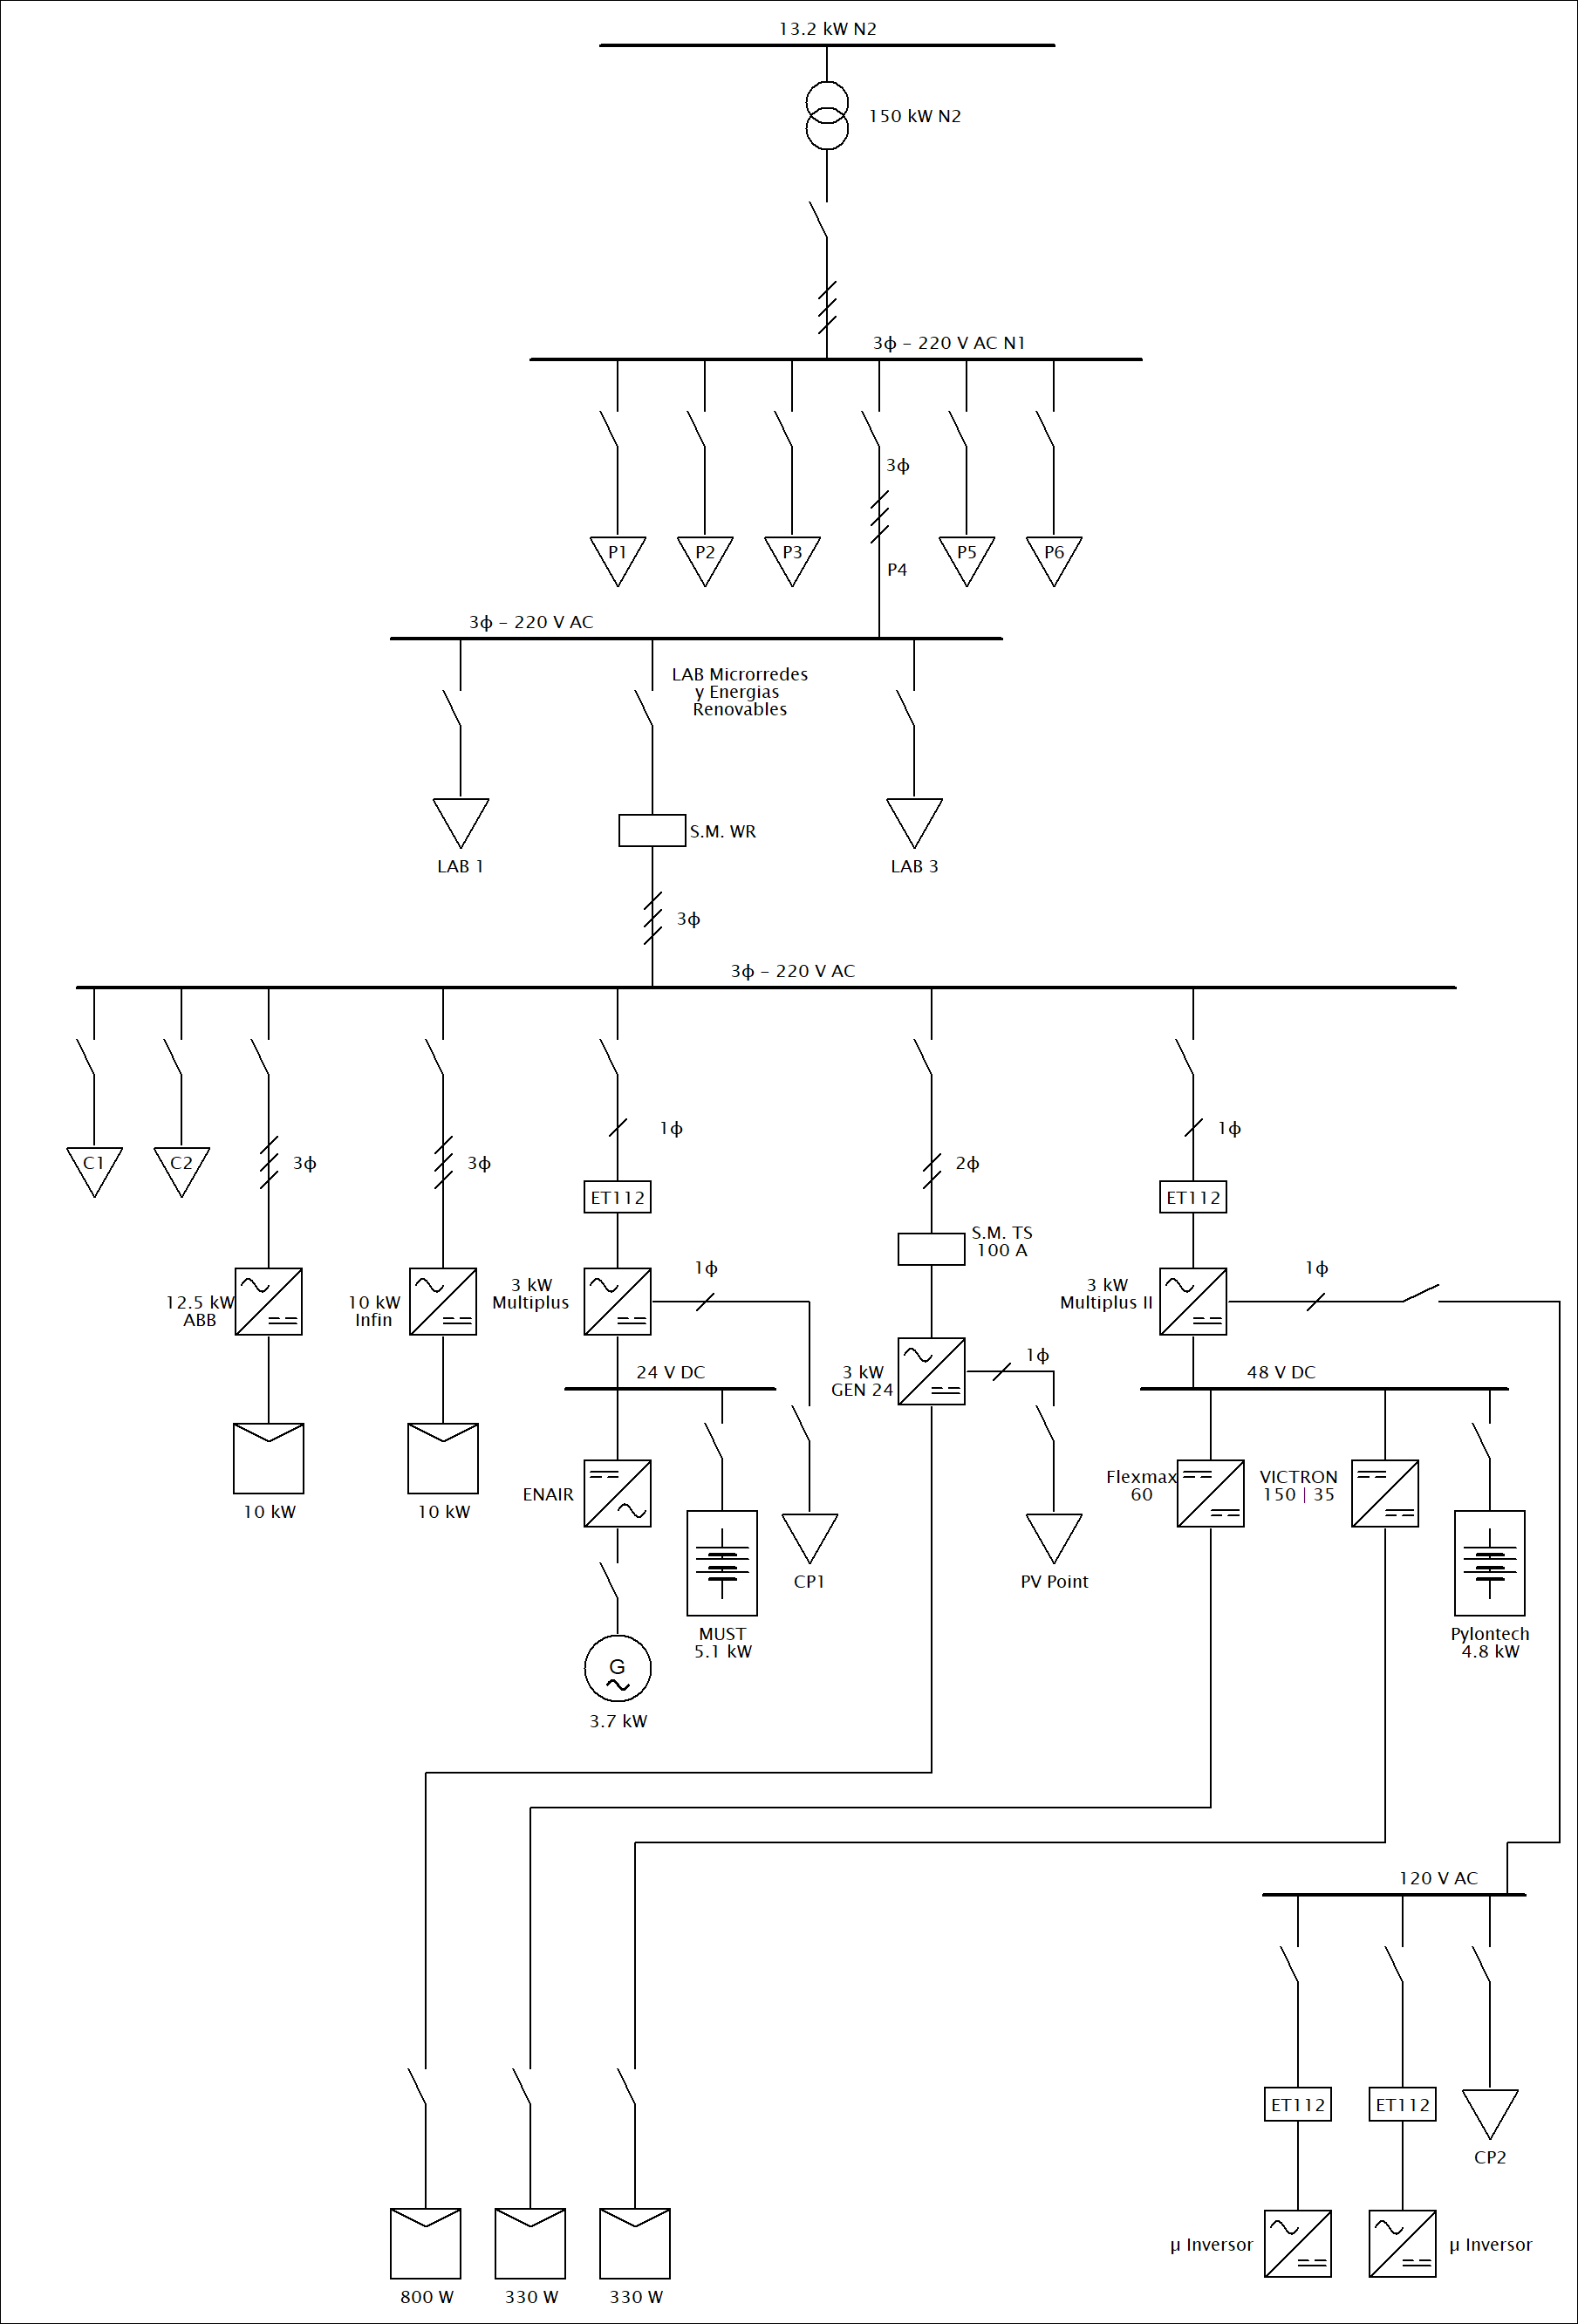 13.2 kW N2
150 kW N2
3ϕ – 220 V AC N1
3ϕ
P1
P2
P3
P5
P6
P4
3ϕ – 220 V AC
LAB Microrredes
y Energias
Renovables
S.M. WR
LAB 1
LAB 3
3ϕ
3ϕ – 220 V AC
1ϕ
1ϕ
C1
C2
3ϕ
3ϕ
2ϕ
ET112
ET112
S.M. TS
100 A
1ϕ
1ϕ
12.5 kW
ABB
10 kW
Infin
3 kW
Multiplus
3 kW
Multiplus II
1ϕ
3 kW
GEN 24
24 V DC
48 V DC
ENAIR
Flexmax
60
VICTRON
150 | 35
10 kW
10 kW
CP1
PV Point
MUST
5.1 kW
Pylontech
4.8 kW
G
3.7 kW
120 V AC
ET112
ET112
CP2
µ Inversor
µ Inversor
800 W
330 W
330 W